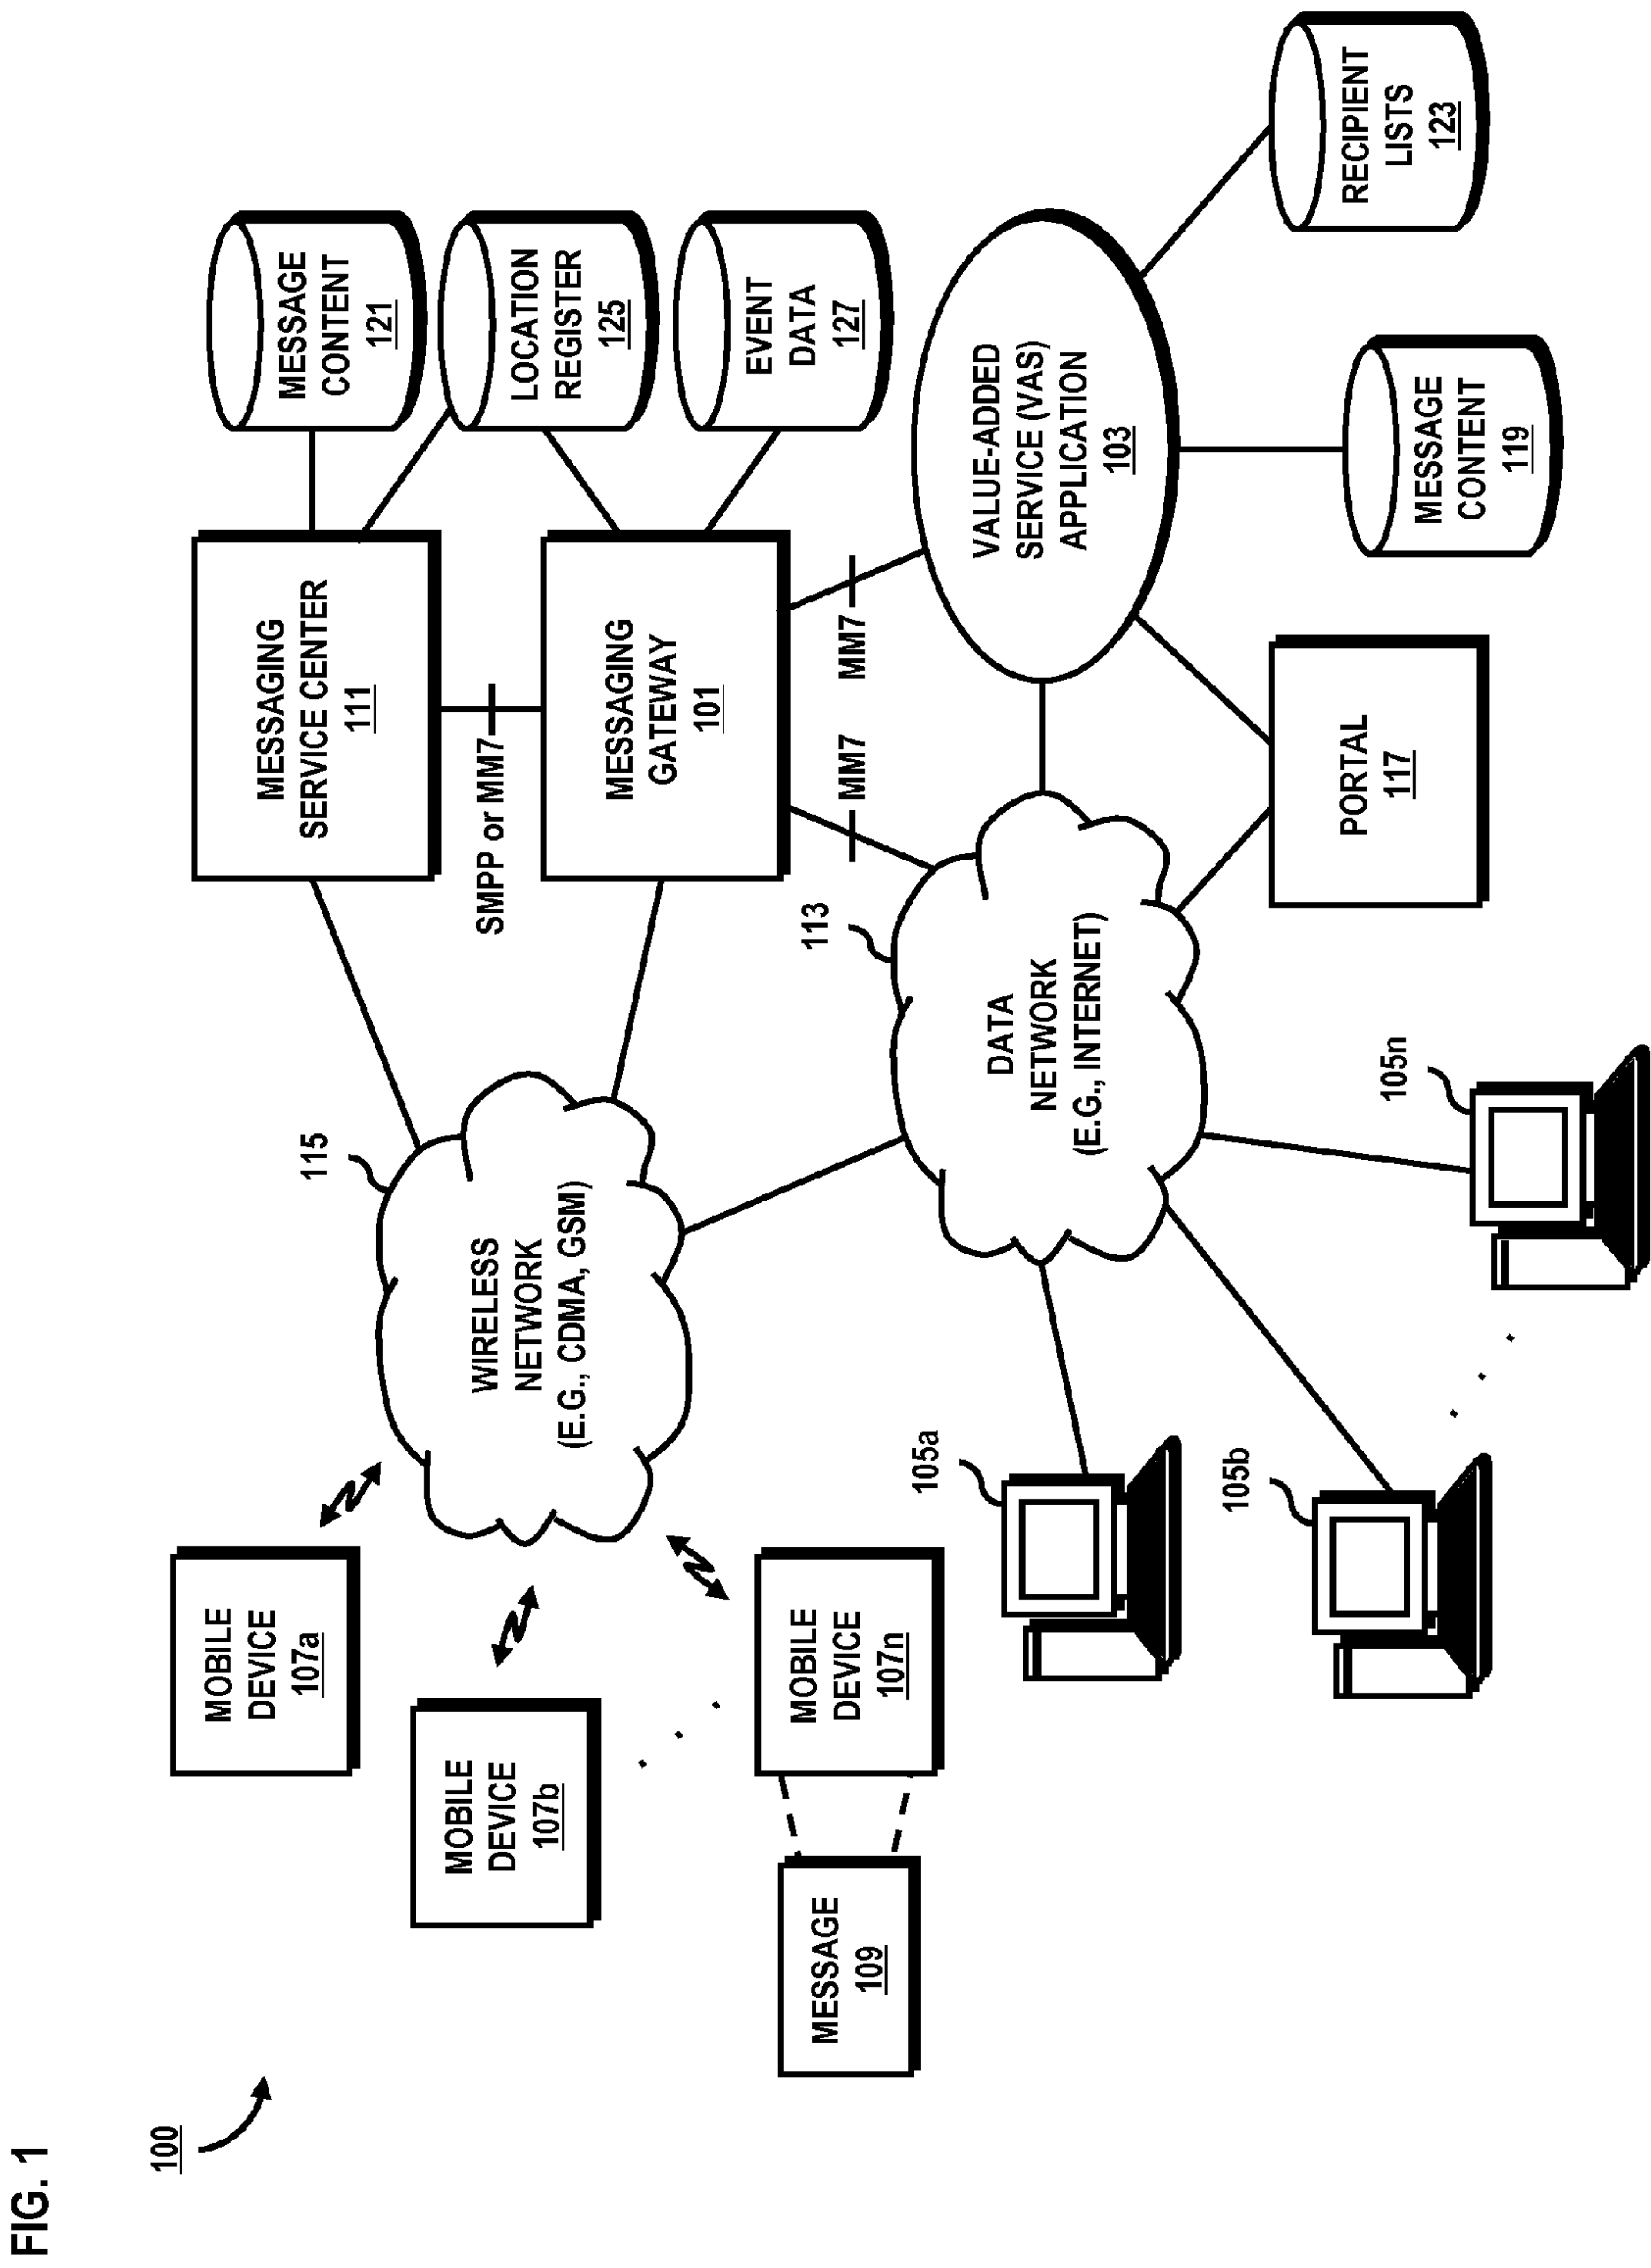 FIG. 1
100
MOBILE
DEVICE
107a
115
MESSAGING
SERVICE CENTER
111
MESSAGE
CONTENT
121
MOBILE
DEVICE
107b
WIRELESS
NETWORK
(E.G., CDMA, GSM)
SMPP or MM7
LOCATION
REGISTER
125
MESSAGING
GATEWAY
101
EVENT
DATA
127
MESSAGE
109
MOBILE
DEVICE
107n
113
MM7
MM7
105a
DATA
NETWORK
(E.G., INTERNET)
VALUE-ADDED
SERVICE (VAS)
APPLICATION
103
105b
105n
PORTAL
117
MESSAGE
CONTENT
119
RECIPIENT
LISTS
123